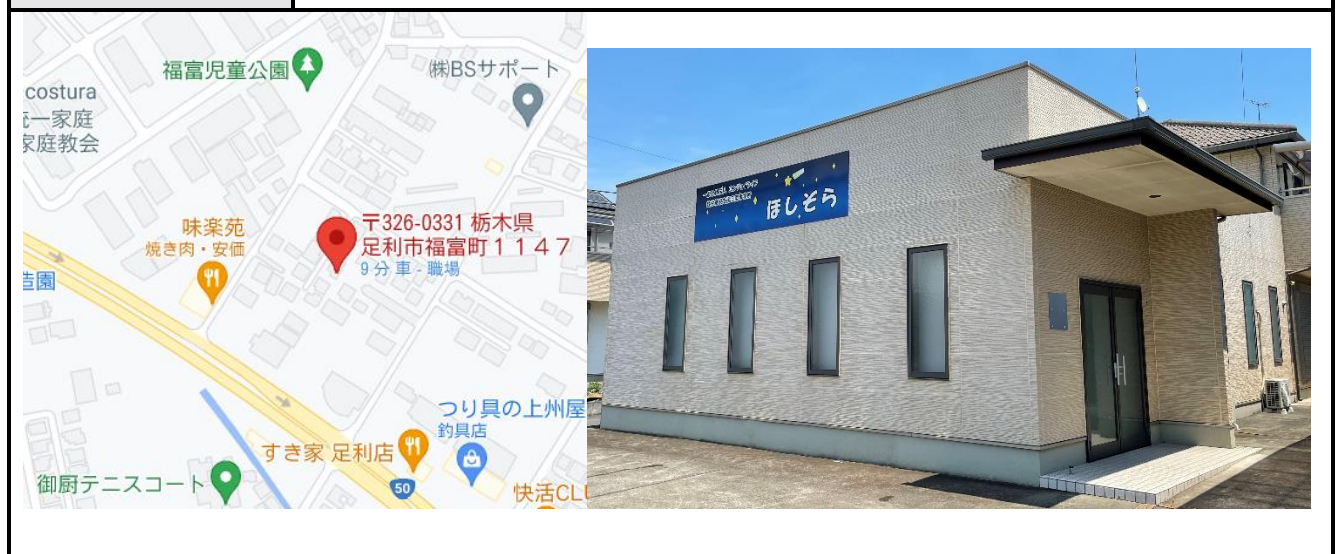 福富児童公園
㈱BSサポート
costura
統一家庭
家庭教会
味楽苑
焼き肉・安価
〒326-0331 栃木県
足利市福富町1147
9分 車 - 職場
造園
つり具の上州屋
釣具店
すき家 足利店
50
御厨テニスコート
快活CLU
ほしぞら